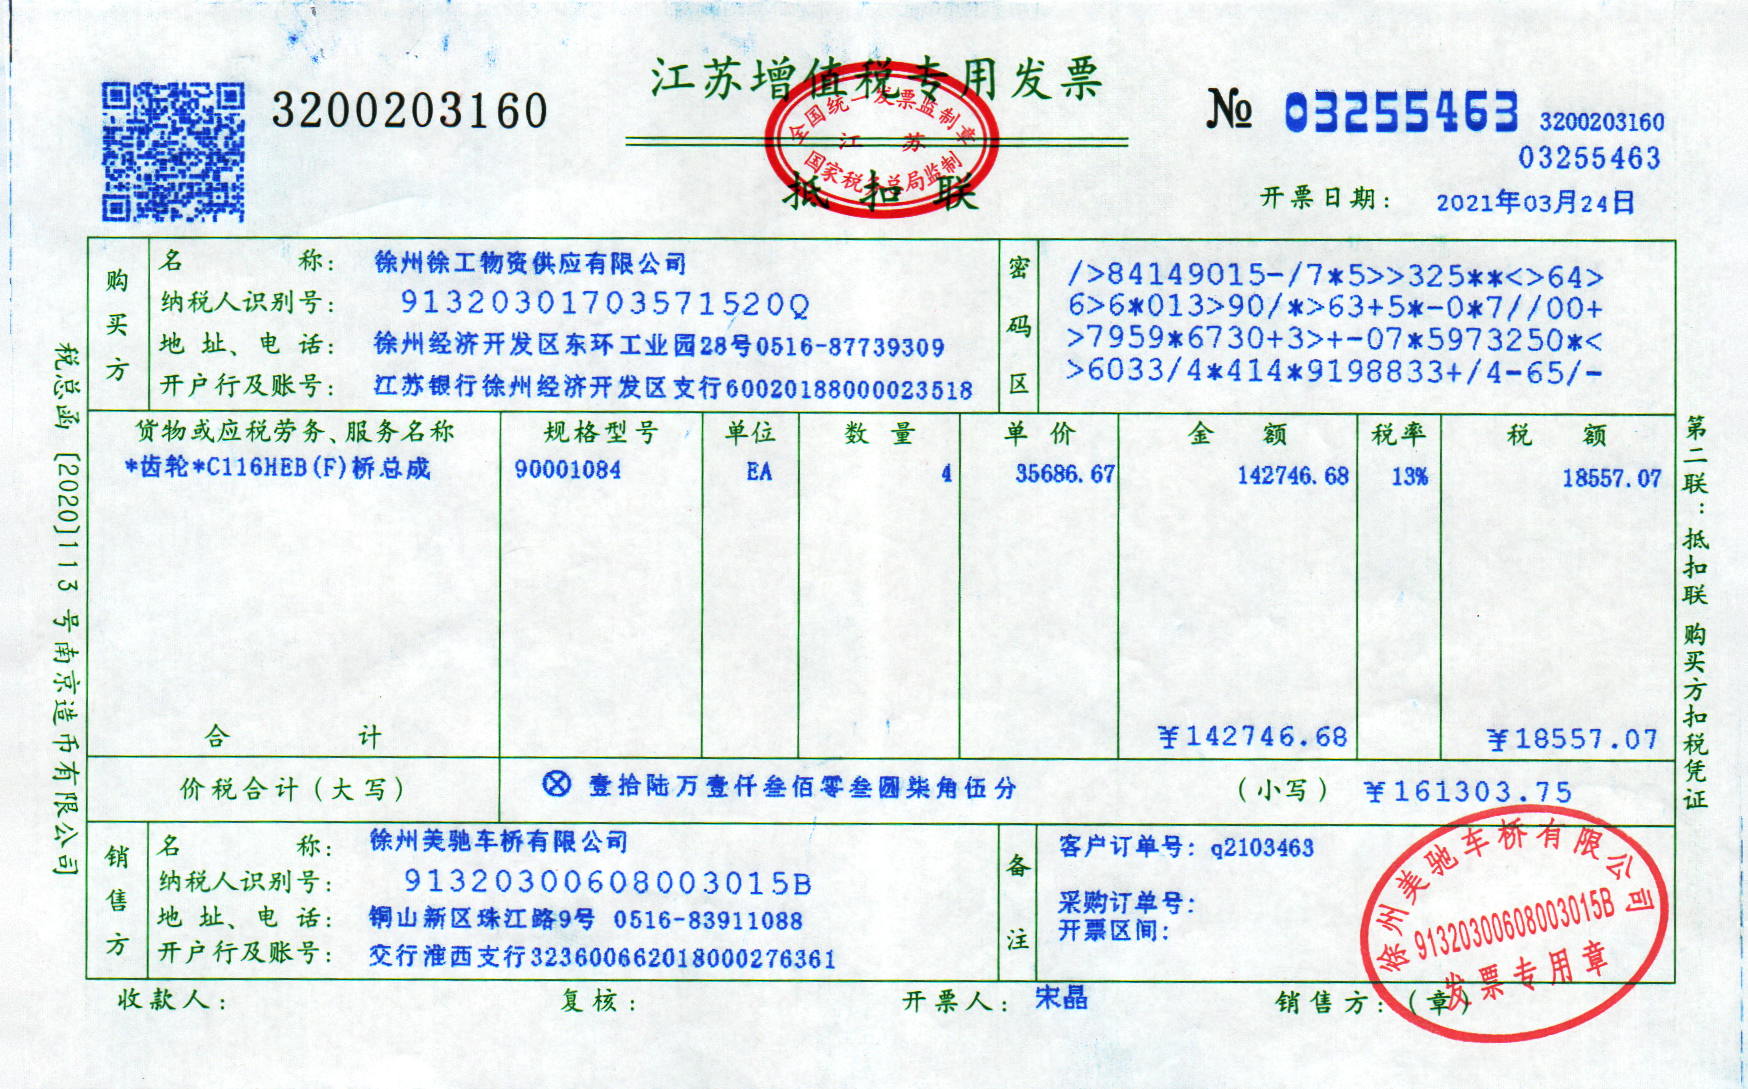 江苏增值税专用发票
3200203160
№ 03255463
3200203160
03255463
全国统一发票监制章
江 苏
国家税务总局监制
抵扣联
开票日期: 2021年03月24日
购买方
名 称: 徐州徐工物资供应有限公司
纳税人识别号: 91320301703571520Q
地 址、电 话: 徐州经济开发区东环工业园28号0516-87739309
开户行及账号: 江苏银行徐州经济开发区支行60020188000023518
密码区
/>84149015-/7*5>>325**<>64>
6>6*013>90/*>63+5*-0*7//00+
>7959*6730+3>+-07*5973250*<
>6033/4*414*9198833+/4-65/-
货物或应税劳务、服务名称 规格型号 单位 数 量 单 价 金 额 税率 税 额
*齿轮*C116HEB(F)桥总成 90001084 EA 4 35686.67 142746.68 13% 18557.07
合 计 ¥142746.68 ¥18557.07
价税合计(大写) ⊗壹拾陆万壹仟叁佰零叁圆柒角伍分 (小写) ¥161303.75
销售方
名 称: 徐州美驰车桥有限公司
纳税人识别号: 91320300608003015B
地 址、电 话: 铜山新区珠江路9号 0516-83911088
开户行及账号: 交行淮西支行323600662018000276361
备注
客户订单号: q2103463
采购订单号:
开票区间:
徐州美驰车桥有限公司
91320300608003015B
发票专用章
收款人: 复核: 开票人: 宋晶 销售方:(章)
税总函[2020]113号南京造币有限公司
第二联:抵扣联 购买方扣税凭证